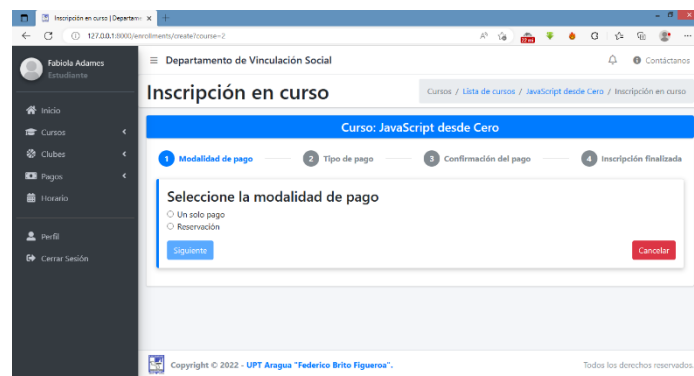 Inscripción en curso | Departame
127.0.0.1:8000/enrollments/create?course=2
Fabiola Adames
Estudiante
Departamento de Vinculación Social
Contáctanos
Inscripción en curso
Cursos / Lista de cursos / JavaScript desde Cero / Inscripción en curso
Inicio
Cursos
Clubes
Pagos
Horario
Perfil
Cerrar Sesión
Curso: JavaScript desde Cero
1 Modalidad de pago
2 Tipo de pago
3 Confirmación del pago
4 Inscripción finalizada
Seleccione la modalidad de pago
Un solo pago
Reservación
Siguiente
Cancelar
Copyright © 2022 - UPT Aragua "Federico Brito Figueroa".
Todos los derechos reservados.